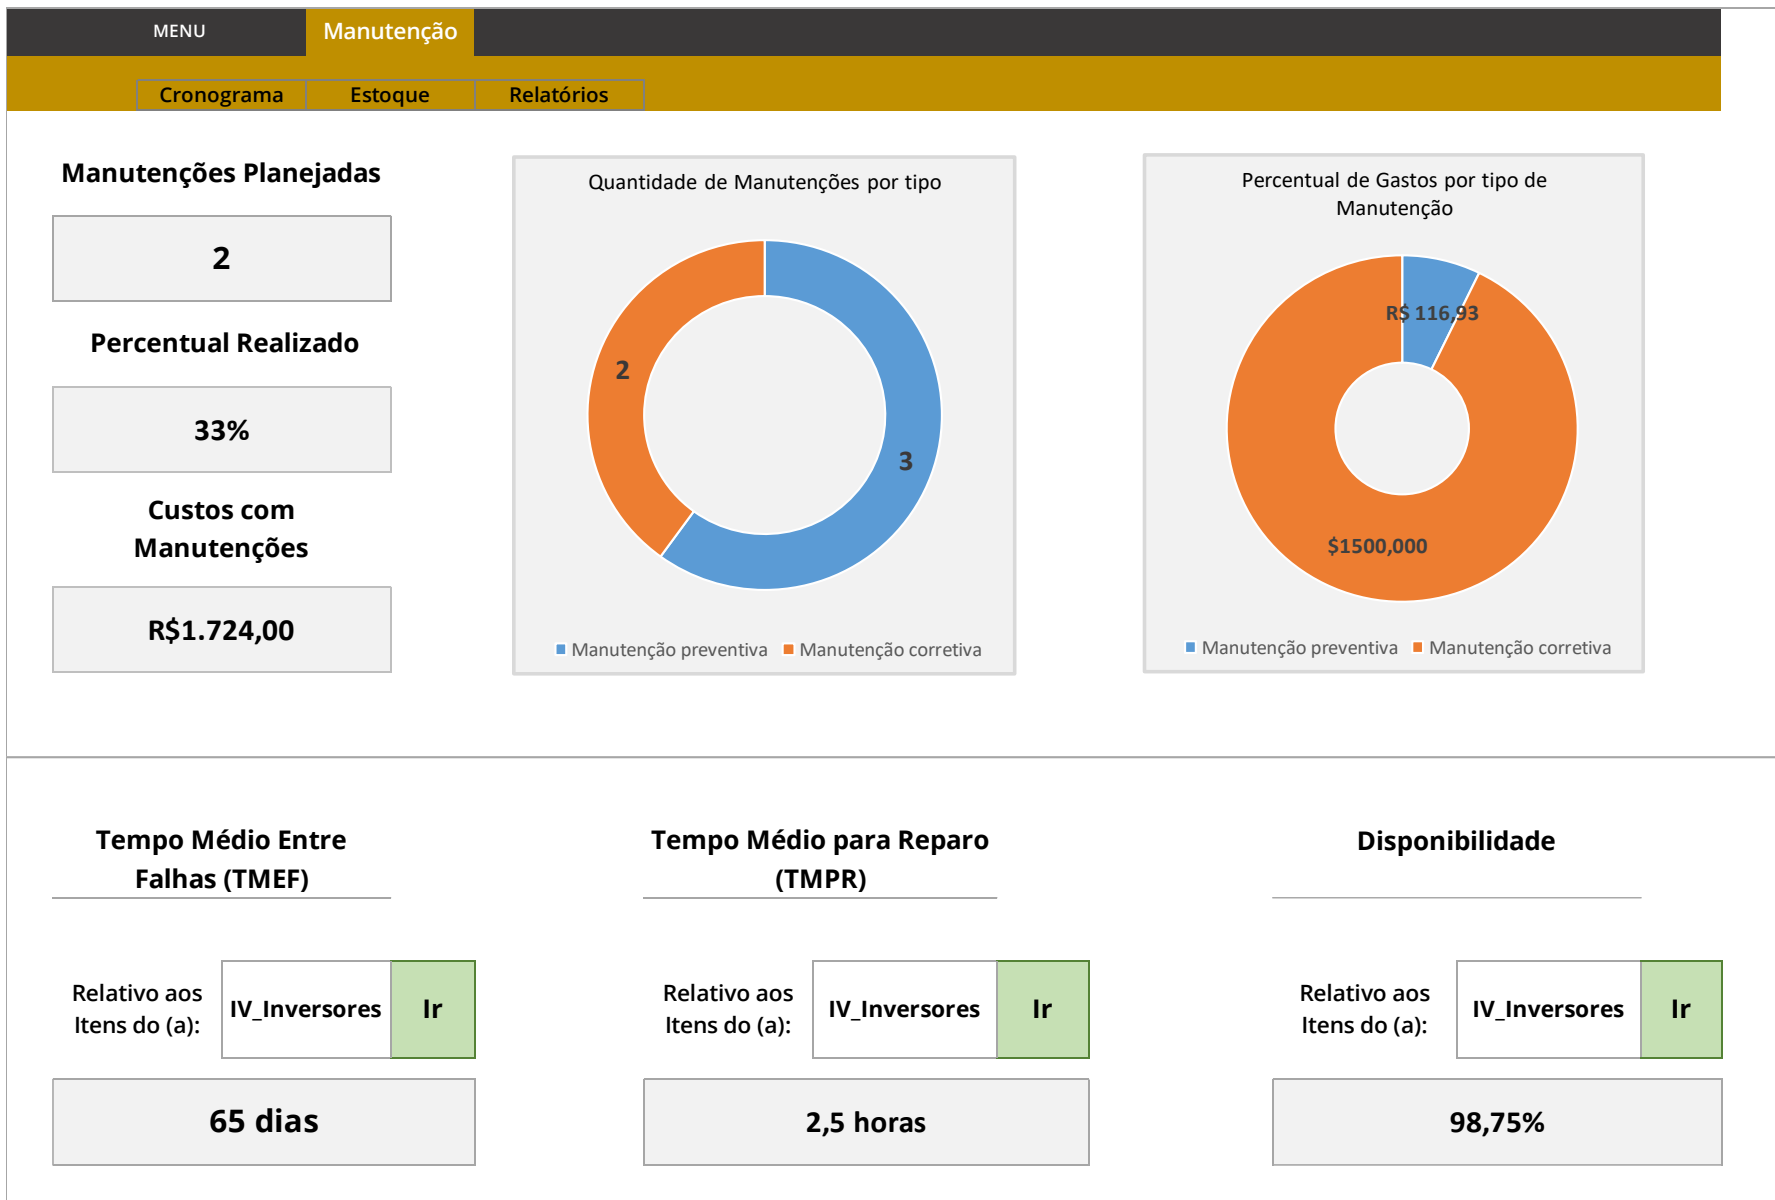 MENU
Manutenção
Cronograma
Estoque
Relatórios
Manutenções Planejadas
2
Percentual Realizado
33%
Custos com
Manutenções
R$1.724,00
Quantidade de Manutenções por tipo
2
3
Manutenção preventiva
Manutenção corretiva
Percentual de Gastos por tipo de
Manutenção
R$ 116,93
$1500,000
Manutenção preventiva
Manutenção corretiva
Tempo Médio Entre
Falhas (TMEF)
Relativo aos
Itens do (a):
IV_Inversores
Ir
65 dias
Tempo Médio para Reparo
(TMPR)
Relativo aos
Itens do (a):
IV_Inversores
Ir
2,5 horas
Disponibilidade
Relativo aos
Itens do (a):
IV_Inversores
Ir
98,75%